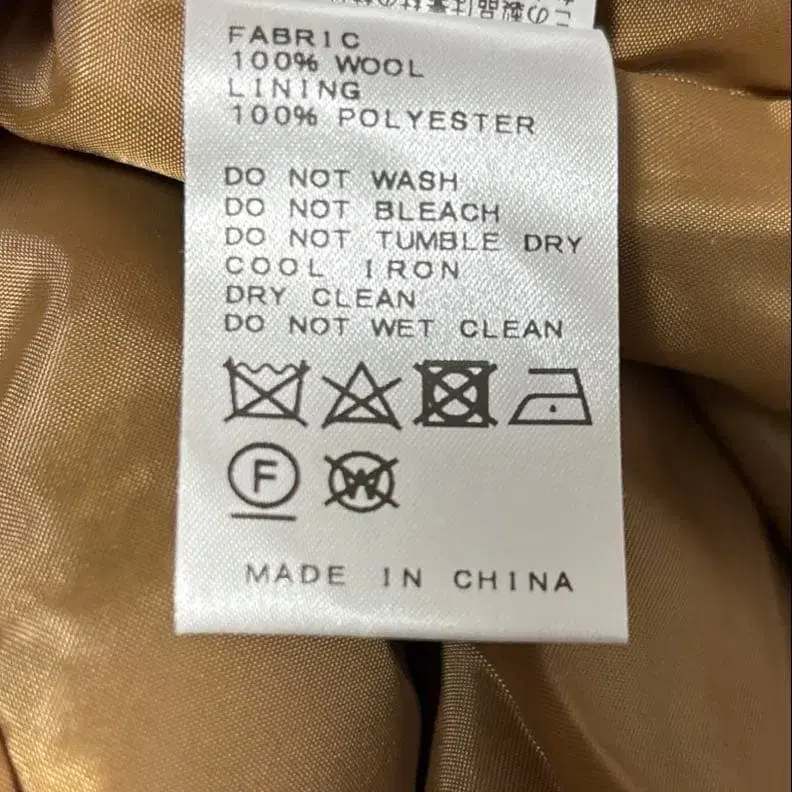 FABRIC
100% WOOL
LINING
100% POLYESTER
DO NOT WASH
DO NOT BLEACH
DO NOT TUMBLE DRY
COOL IRON
DRY CLEAN
DO NOT WET CLEAN
F W
MADE IN CHINA